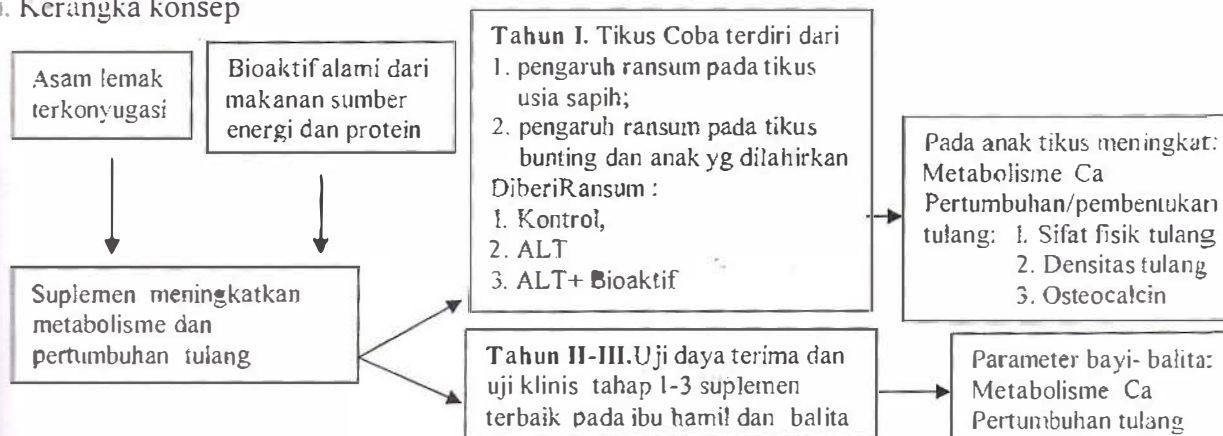 . Kerangka konsep
Asam lemak
terkonyugasi
Bioaktif alami dari
makanan sumber
energi dan protein
Suplemen meningkatkan
metabolisme dan
pertumbuhan tulang
Tahun I. Tikus Coba terdiri dari
1. pengaruh ransum pada tikus
usia sapih;
2. pengaruh ransum pada tikus
bunting dan anak yg dilahirkan
DiberiRansum :
1. Kontrol,
2. ALT
3. ALT+ Bioaktif
Tahun II-III.Uji daya terima dan
uji klinis tahap 1-3 suplemen
terbaik pada ibu hamil dan balita
Pada anak tikus meningkat:
Metabolisme Ca
Pertumbuhan/pembentukan
tulang: 1. Sifat fisik tulang
2. Densitas tulang
3. Osteocalcin
Parameter bayi- balita:
Metabolisme Ca
Pertumbuhan tulang